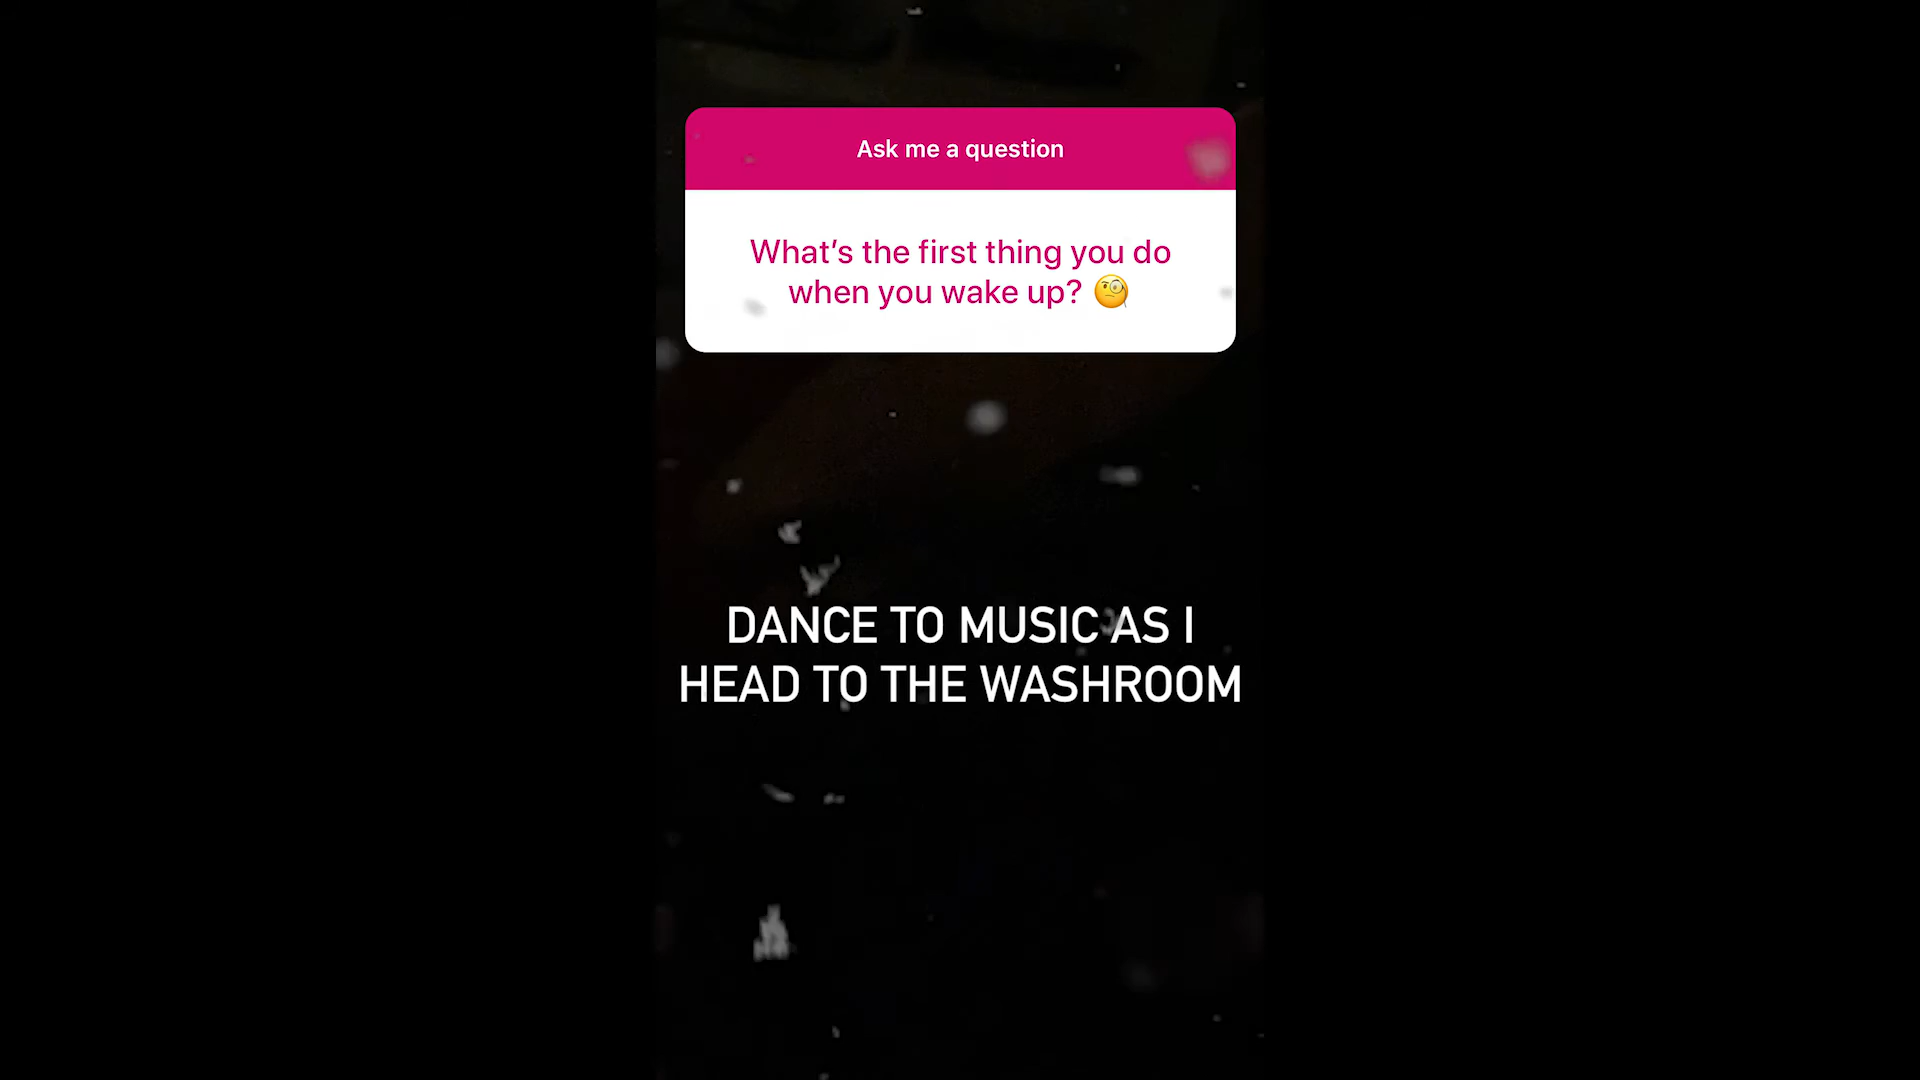 Ask me a question
What’s the first thing you do
when you wake up? 🧐
DANCE TO MUSIC AS I
HEAD TO THE WASHROOM